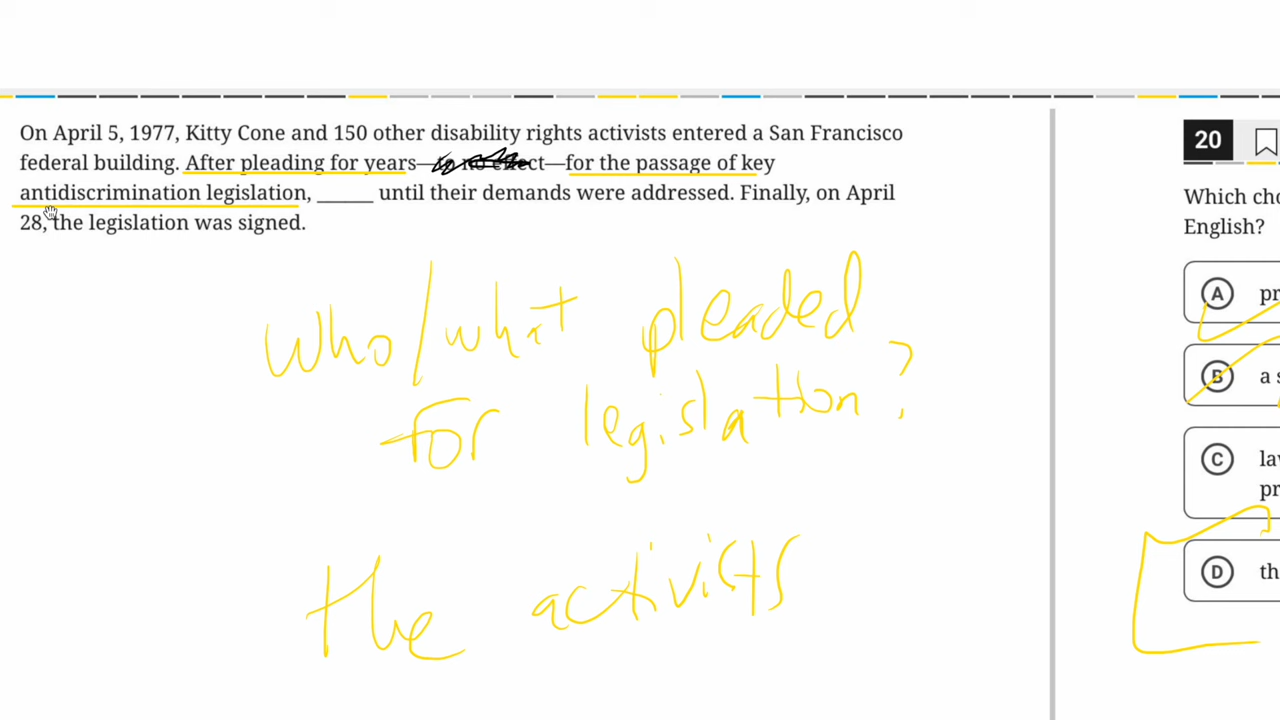 On April 5, 1977, Kitty Cone and 150 other disability rights activists entered a San Francisco
federal building. After pleading for years—to no effect—for the passage of key
antidiscrimination legislation, ______ until their demands were addressed. Finally, on April
28, the legislation was signed.
who/what pleaded
for legislation?
the activists
20
Which cho
English?
A pr
B a s
C la
pr
D th